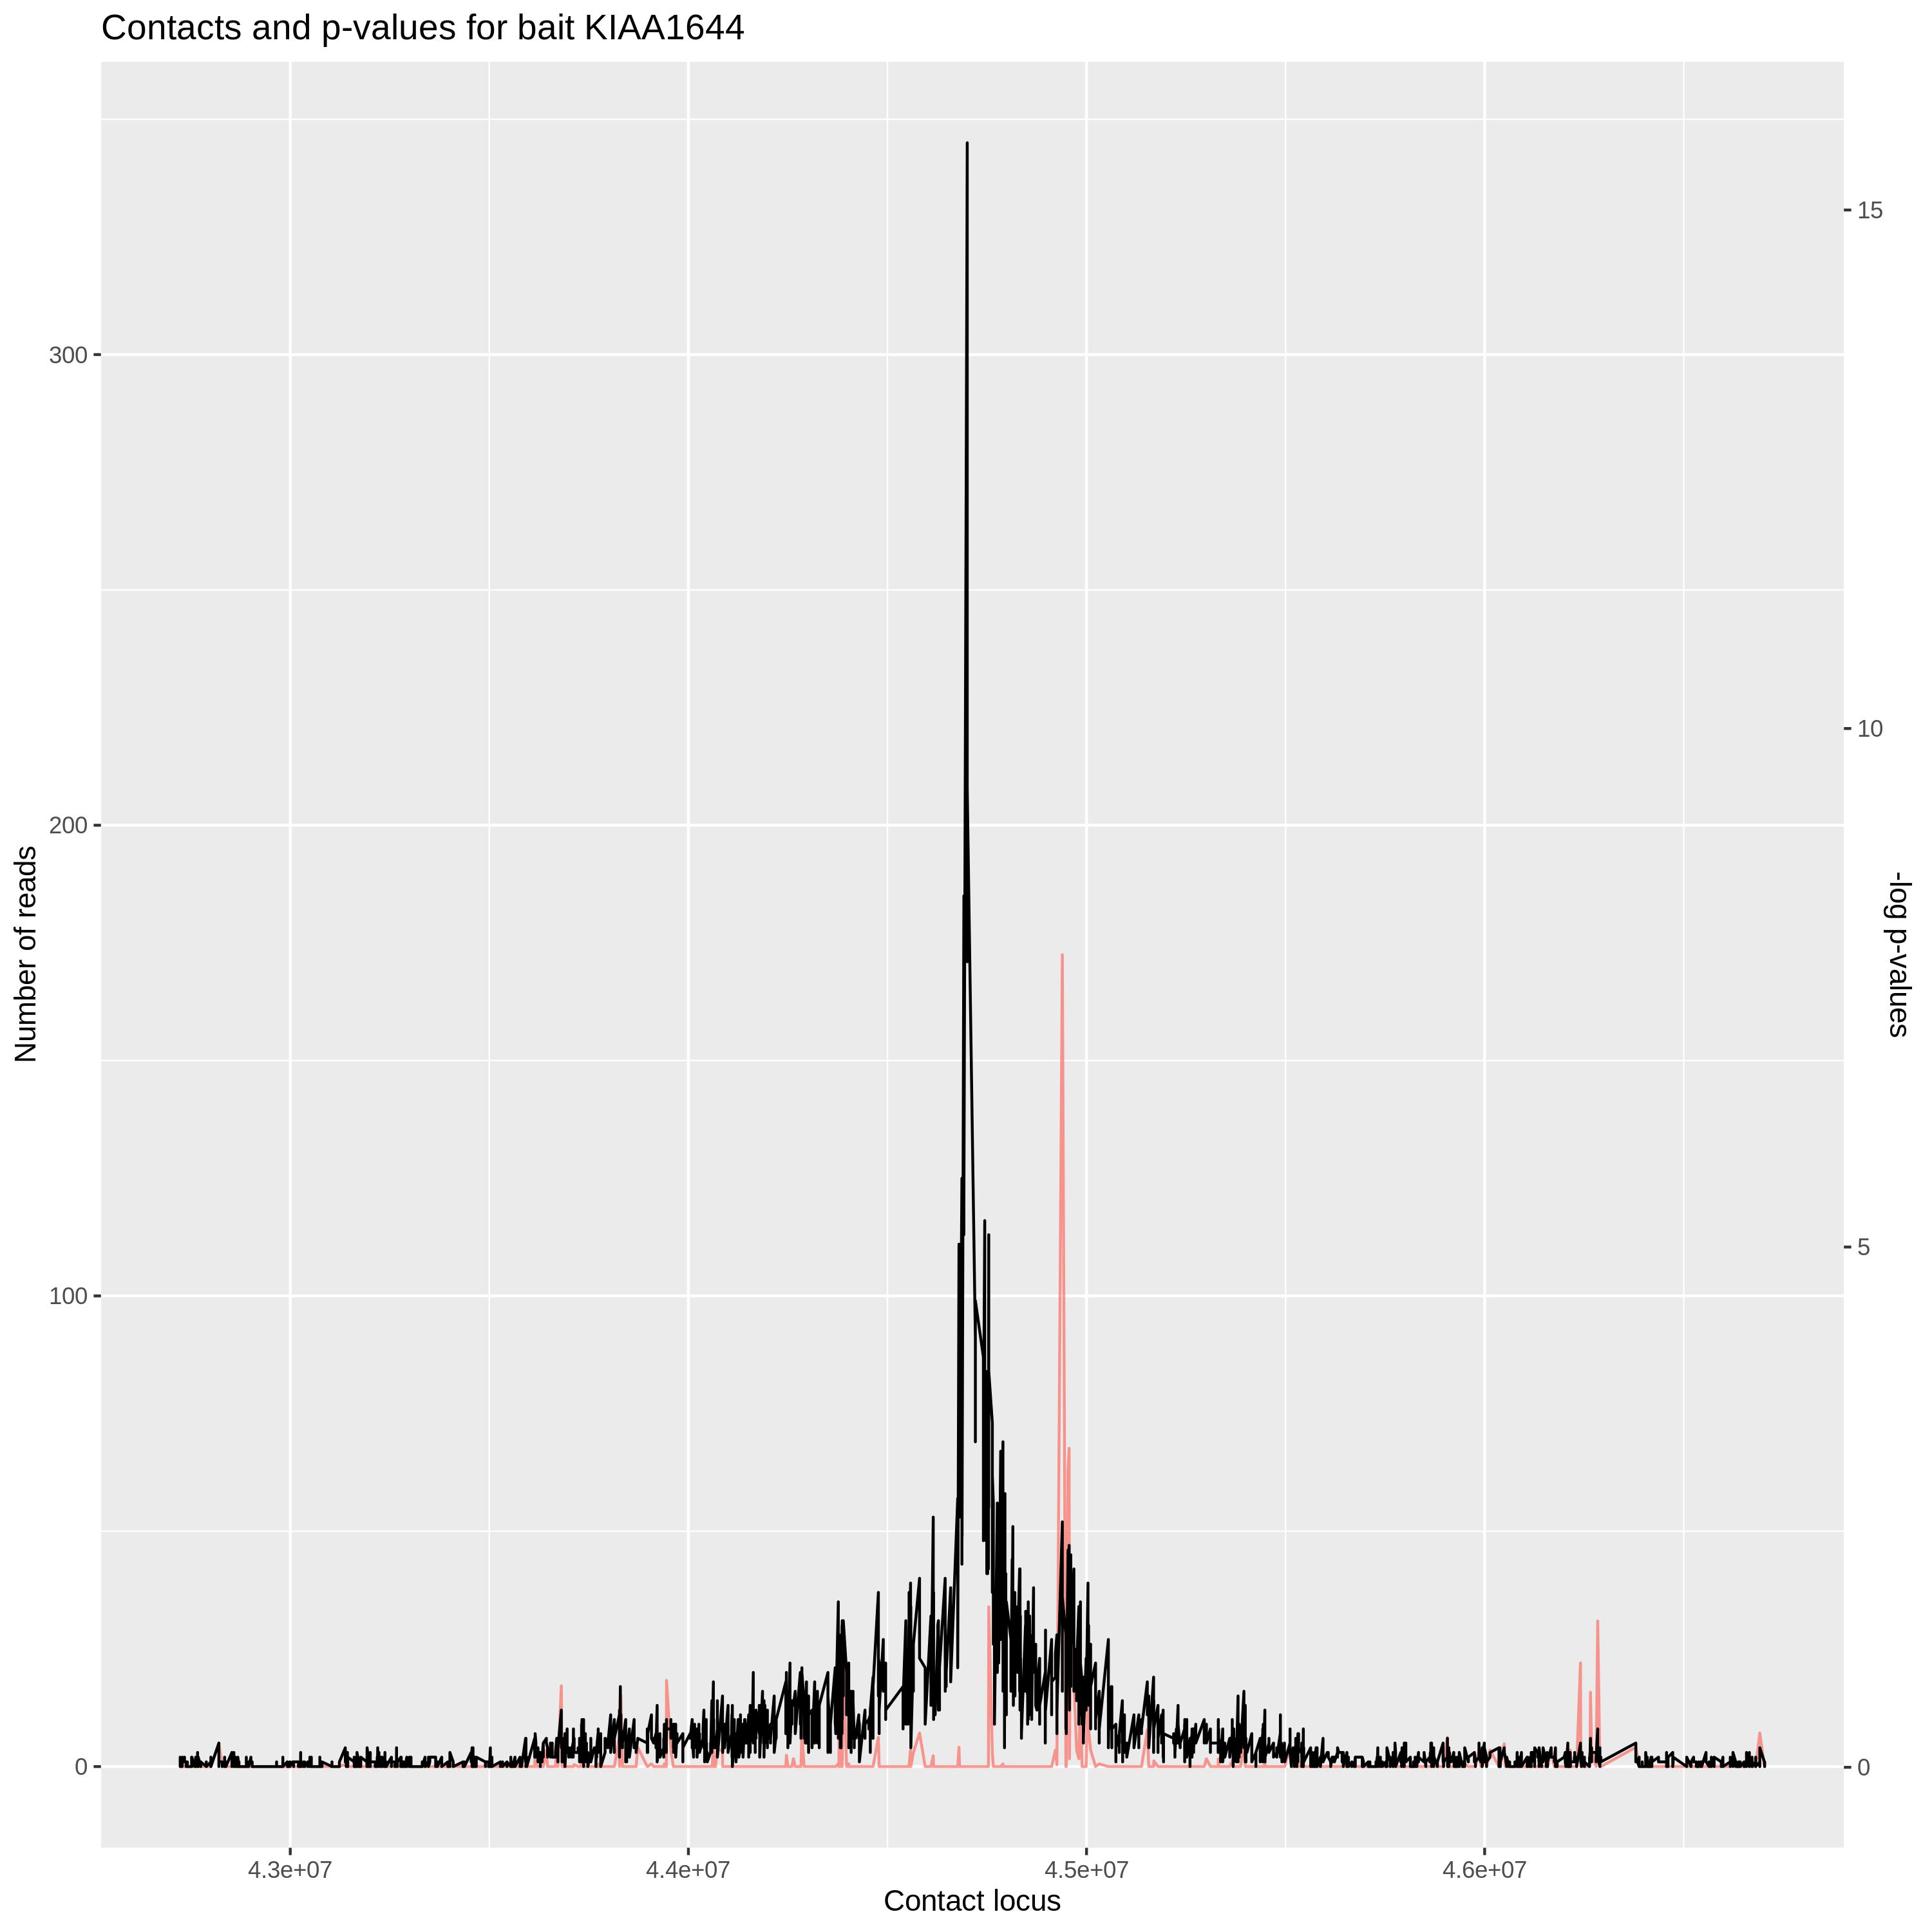 Contacts and p-values for bait KIAA1644
Number of reads
300
200
100
0
15
10
5
0
-log p-values
4.3e+07
4.4e+07
4.5e+07
4.6e+07
Contact locus